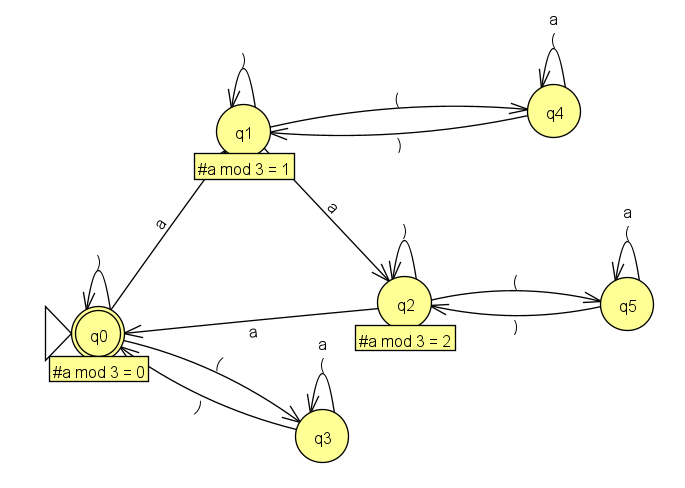 a
(
)
q1
(
q4
)
#a mod 3 = 1
a
a
a
(
)
)
q2
(
q5
)
q0
a
#a mod 3 = 2
#a mod 3 = 0
(
a
(
)
q3